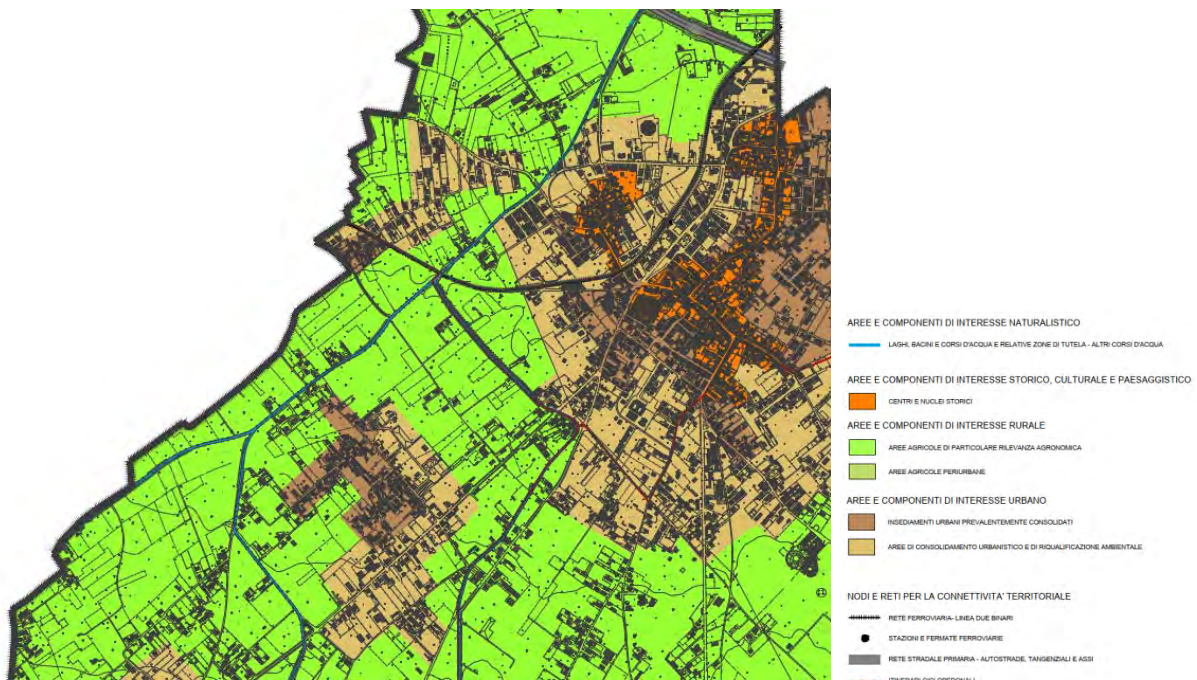 AREE E COMPONENTI DI INTERESSE NATURALISTICO
LAGHI, BACINI E CORSI D'ACQUA E RELATIVE ZONE DI TUTELA - ALTRI CORSI D'ACQUA
AREE E COMPONENTI DI INTERESSE STORICO, CULTURALE E PAESAGGISTICO
CENTRI E NUCLEI STORICI
AREE E COMPONENTI DI INTERESSE RURALE
AREE AGRICOLE DI PARTICOLARE RILEVANZA AGRONOMICA
AREE AGRICOLE PERIURBANE
AREE E COMPONENTI DI INTERESSE URBANO
INSEDIAMENTI URBANI PREVALENTEMENTE CONSOLIDATI
AREE DI CONSOLIDAMENTO URBANISTICO E DI RIQUALIFICAZIONE AMBIENTALE
NODI E RETI PER LA CONNETTIVITA' TERRITORIALE
RETE FERROVIARIA- LINEA DUE BINARI
STAZIONI E FERMATE FERROVIARIE
RETE STRADALE PRIMARIA - AUTOSTRADE, TANGENZIALI E ASSI